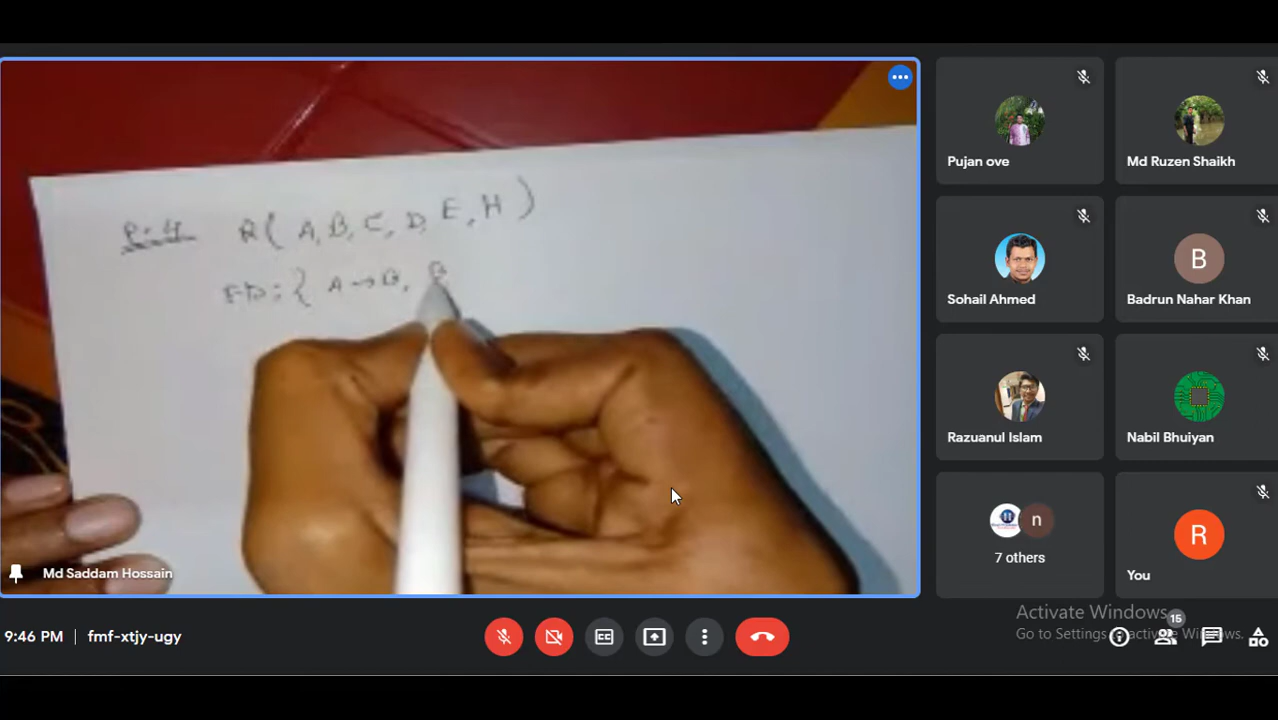 P-4 R( A, B, C, D, E, H )
FD: { A → B, B
Md Saddam Hossain
Pujan ove
Md Ruzen Shaikh
Sohail Ahmed
Badrun Nahar Khan
B
Razuanul Islam
Nabil Bhuiyan
n
7 others
R
You
9:46 PM | fmf-xtjy-ugy
15
Activate Windows
Go to Settings to activate Windows.